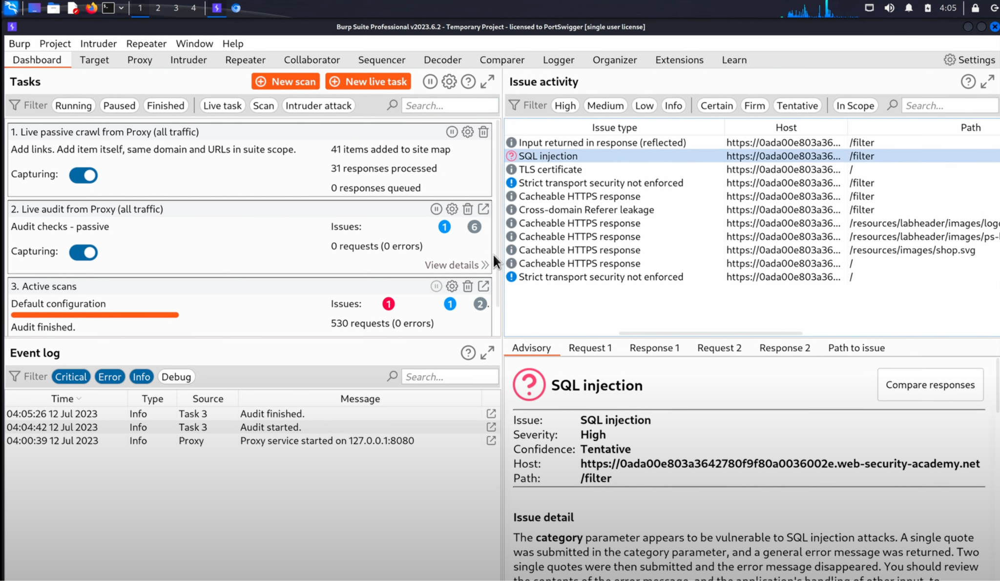 1 2 3 4 4:05
Burp Suite Professional v2023.6.2 - Temporary Project - licensed to PortSwigger [single user license]
Burp Project Intruder Repeater Window Help
Dashboard Target Proxy Intruder Repeater Collaborator Sequencer Decoder Comparer Logger Organizer Extensions Learn Settings
Tasks
New scan
New live task
Filter Running Paused Finished Live task Scan Intruder attack Search...
1. Live passive crawl from Proxy (all traffic)
Add links. Add item itself, same domain and URLs in suite scope.
41 items added to site map
31 responses processed
0 responses queued
Capturing:
2. Live audit from Proxy (all traffic)
Audit checks - passive
Issues: 1 6
0 requests (0 errors)
Capturing:
View details
3. Active scans
Default configuration
Issues: 1 1 2
530 requests (0 errors)
Audit finished.
Event log
Filter Critical Error Info Debug Search...
Time Type Source Message
04:05:26 12 Jul 2023 Info Task 3 Audit finished.
04:04:42 12 Jul 2023 Info Task 3 Audit started.
04:00:39 12 Jul 2023 Info Proxy Proxy service started on 127.0.0.1:8080
Issue activity
Filter High Medium Low Info Certain Firm Tentative In Scope Search...
Issue type Host Path
Input returned in response (reflected) https://0ada00e803a36... /filter
SQL injection https://0ada00e803a36... /filter
TLS certificate https://0ada00e803a36... /
Strict transport security not enforced https://0ada00e803a36... /filter
Cacheable HTTPS response https://0ada00e803a36... /filter
Cross-domain Referer leakage https://0ada00e803a36... /filter
Cacheable HTTPS response https://0ada00e803a36... /resources/labheader/images/log
Cacheable HTTPS response https://0ada00e803a36... /resources/labheader/images/ps-
Cacheable HTTPS response https://0ada00e803a36... /resources/images/shop.svg
Cacheable HTTPS response https://0ada00e803a36... /
Strict transport security not enforced https://0ada00e803a36... /
Advisory Request 1 Response 1 Request 2 Response 2 Path to issue
SQL injection
Compare responses
Issue: SQL injection
Severity: High
Confidence: Tentative
Host: https://0ada00e803a3642780f9f80a0036002e.web-security-academy.net
Path: /filter
Issue detail
The category parameter appears to be vulnerable to SQL injection attacks. A single quote
was submitted in the category parameter, and a general error message was returned. Two
single quotes were then submitted and the error message disappeared. You should review
the contents of the error message, and the application's handling of other input, to